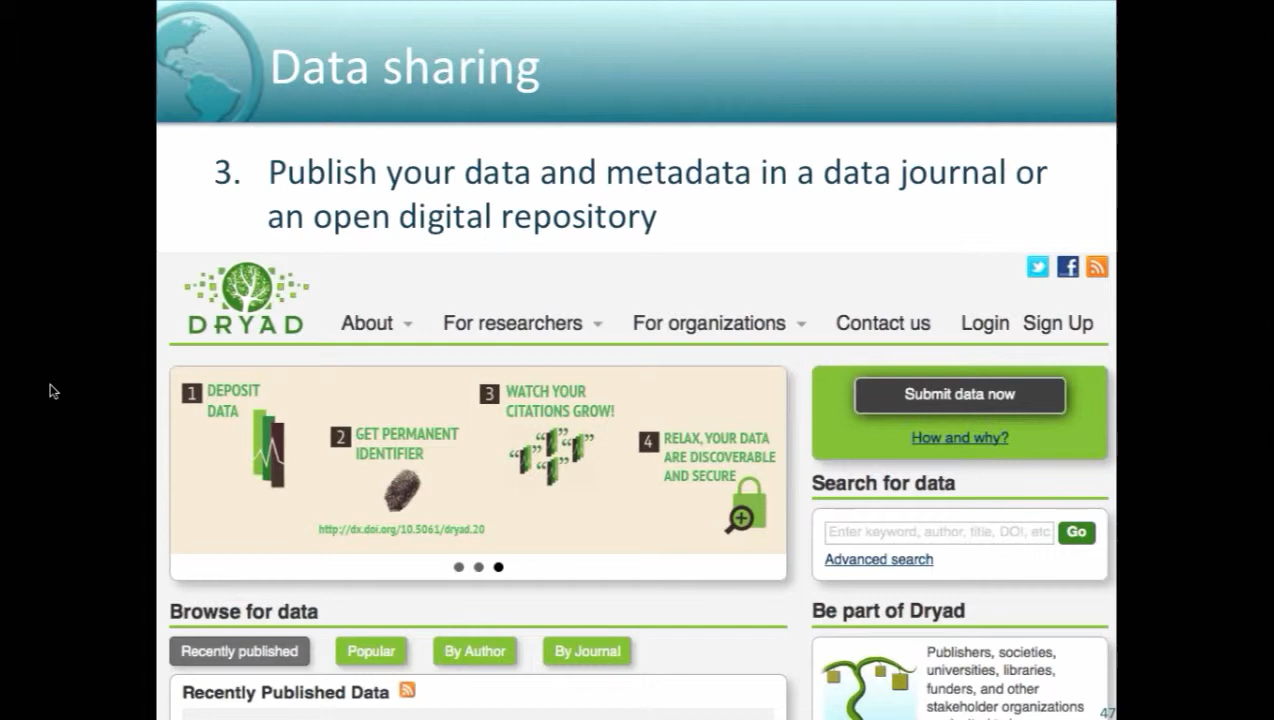 Data sharing
3. Publish your data and metadata in a data journal or
an open digital repository
DRYAD
About
For researchers
For organizations
Contact us
Login
Sign Up
1 DEPOSIT
DATA
2 GET PERMANENT
IDENTIFIER
http://dx.doi.org/10.5061/dryad.20
3 WATCH YOUR
CITATIONS GROW!
4 RELAX, YOUR DATA
ARE DISCOVERABLE
AND SECURE
Submit data now
How and why?
Search for data
Enter keyword, author, title, DOI, etc
Go
Advanced search
Browse for data
Recently published
Popular
By Author
By Journal
Recently Published Data
Be part of Dryad
Publishers, societies,
universities, libraries,
funders, and other
stakeholder organizations
47